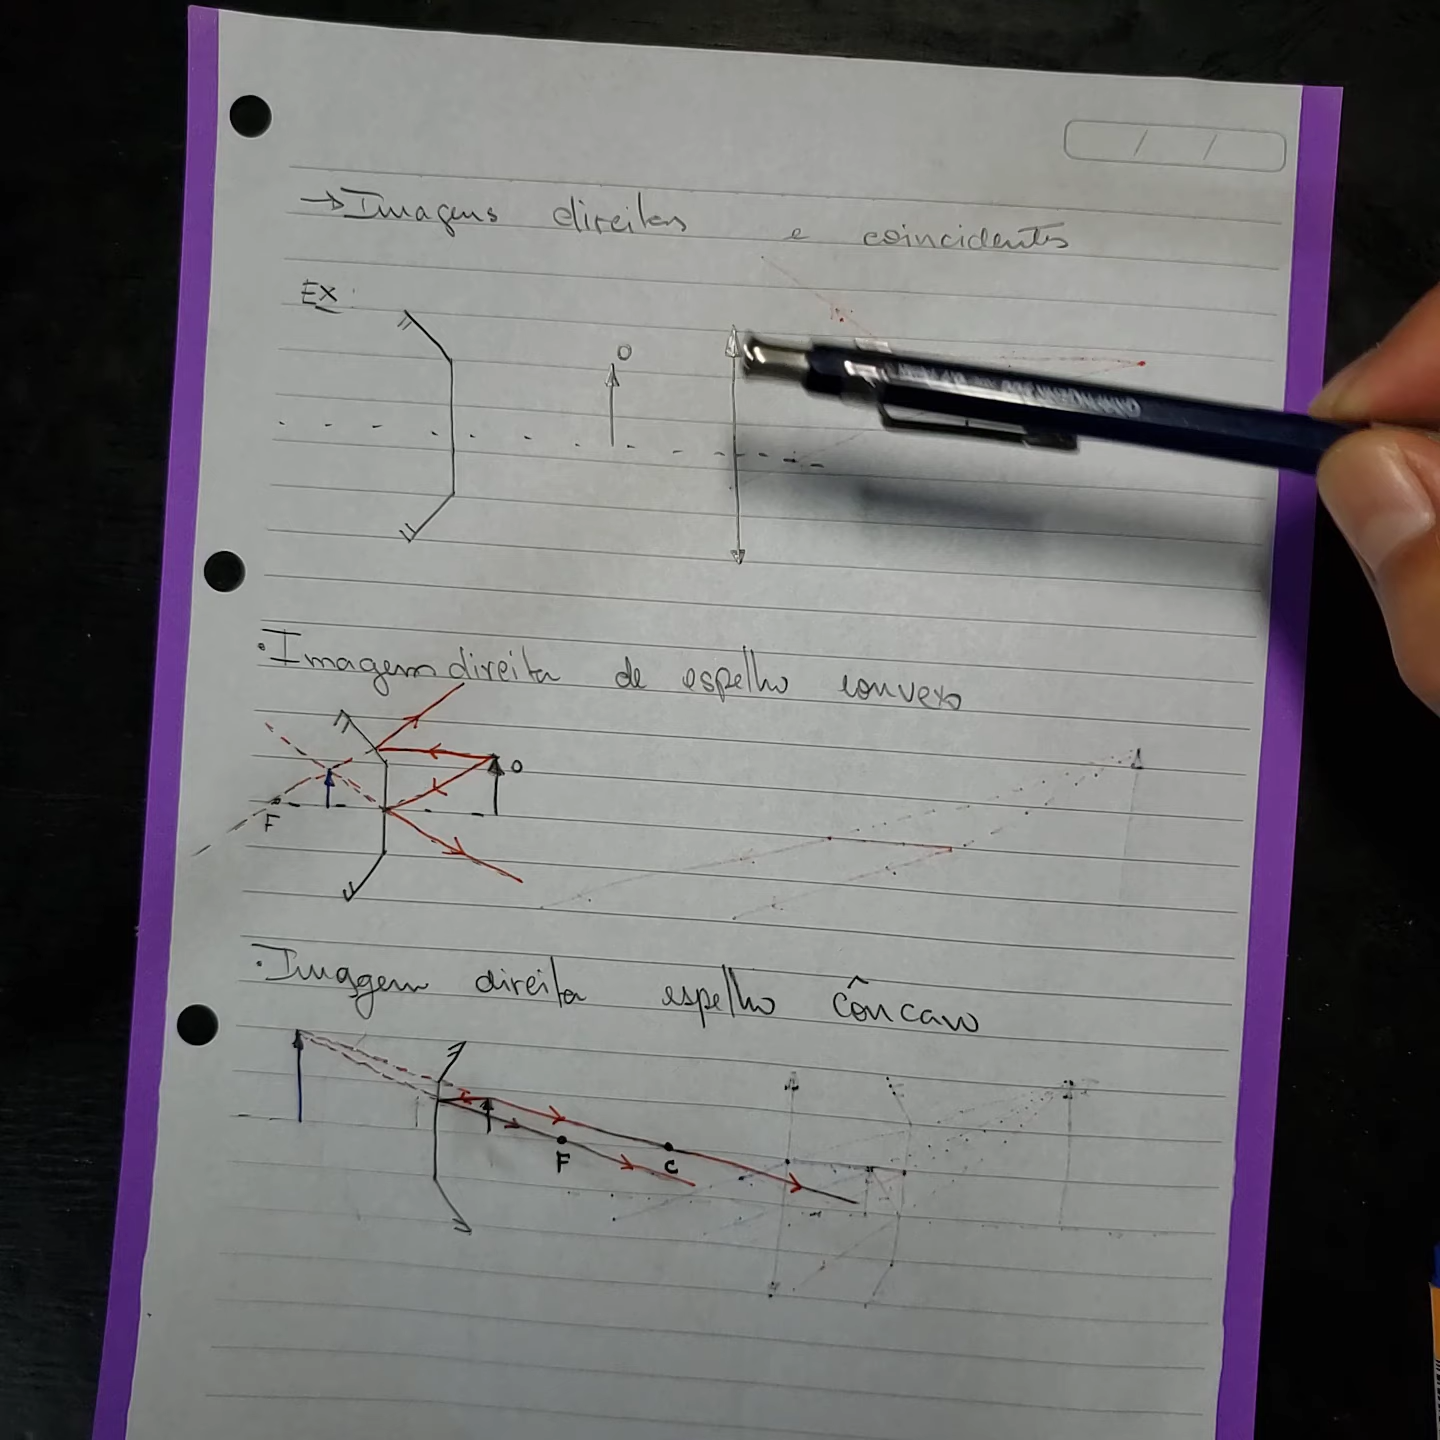 →Imagens direitas e coincidentes
EX:
O
•Imagem direita de espelho convexo
O
F
•Imagem direita espelho Côncavo
F
C